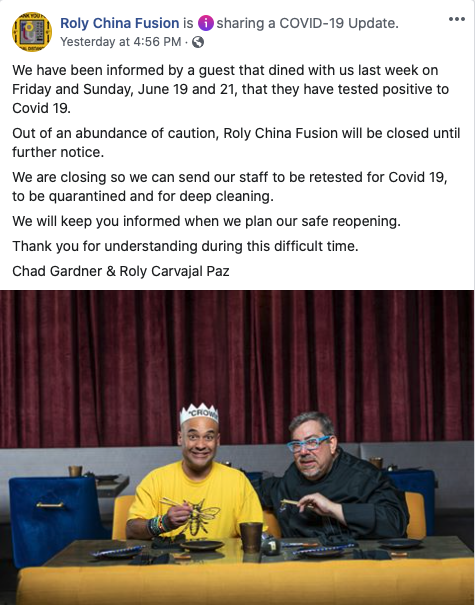 Roly China Fusion is sharing a COVID-19 Update.
Yesterday at 4:56 PM ·
We have been informed by a guest that dined with us last week on
Friday and Sunday, June 19 and 21, that they have tested positive to
Covid 19.
Out of an abundance of caution, Roly China Fusion will be closed until
further notice.
We are closing so we can send our staff to be retested for Covid 19,
to be quarantined and for deep cleaning.
We will keep you informed when we plan our safe reopening.
Thank you for understanding during this difficult time.
Chad Gardner & Roly Carvajal Paz